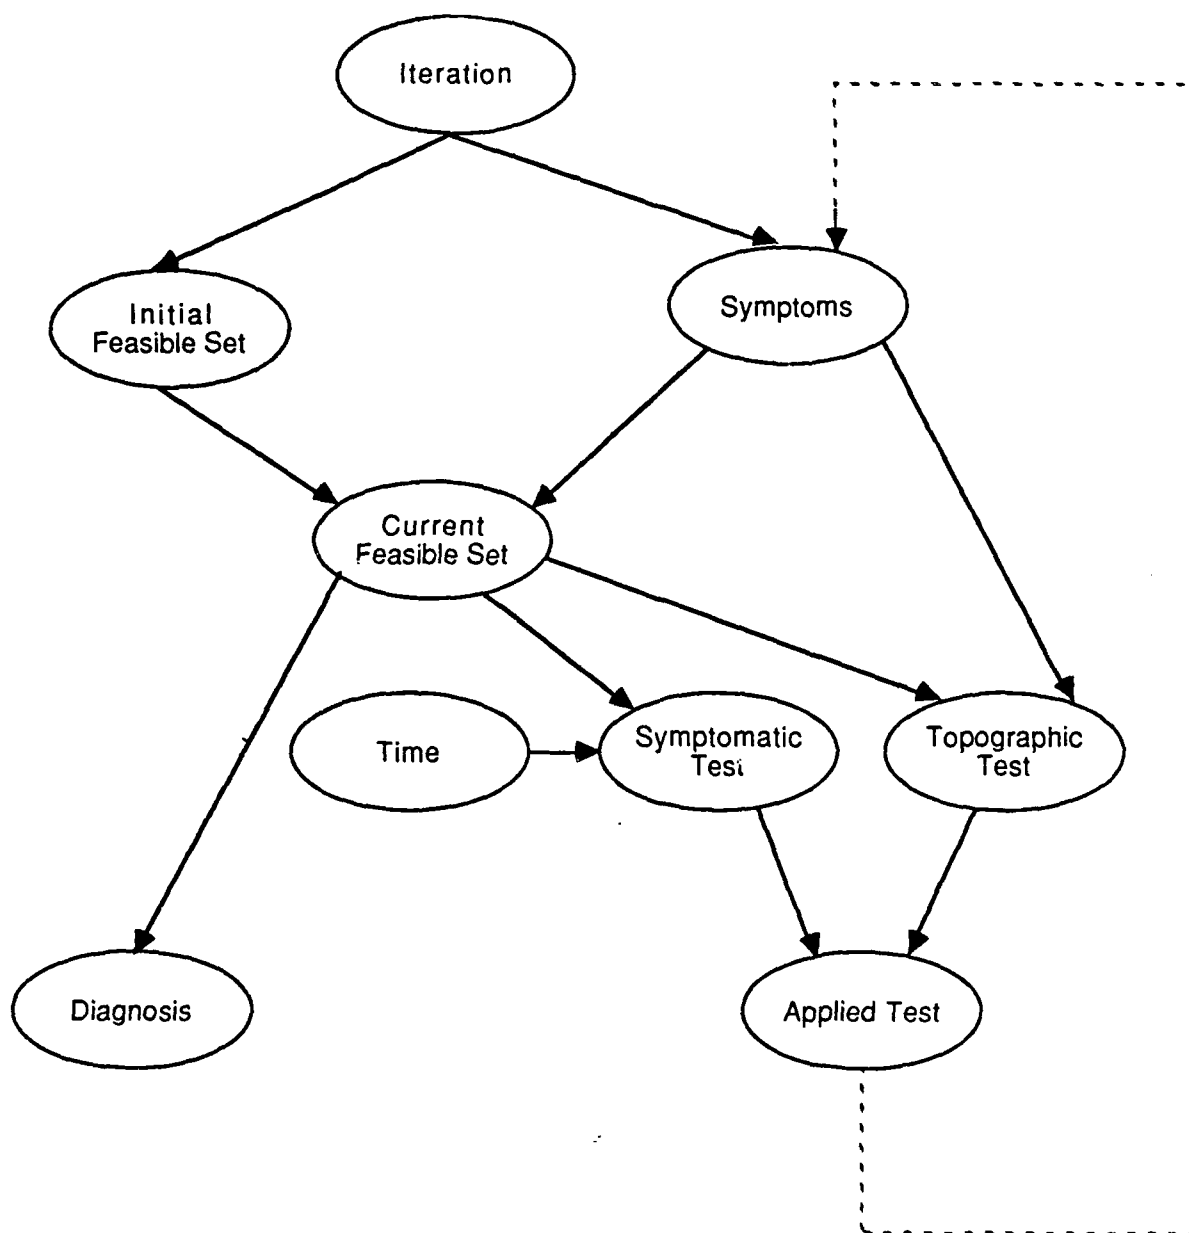 Iteration
Initial
Feasible Set
Symptoms
Current
Feasible Set
Time
Symptomatic
Test
Topographic
Test
Diagnosis
Applied Test